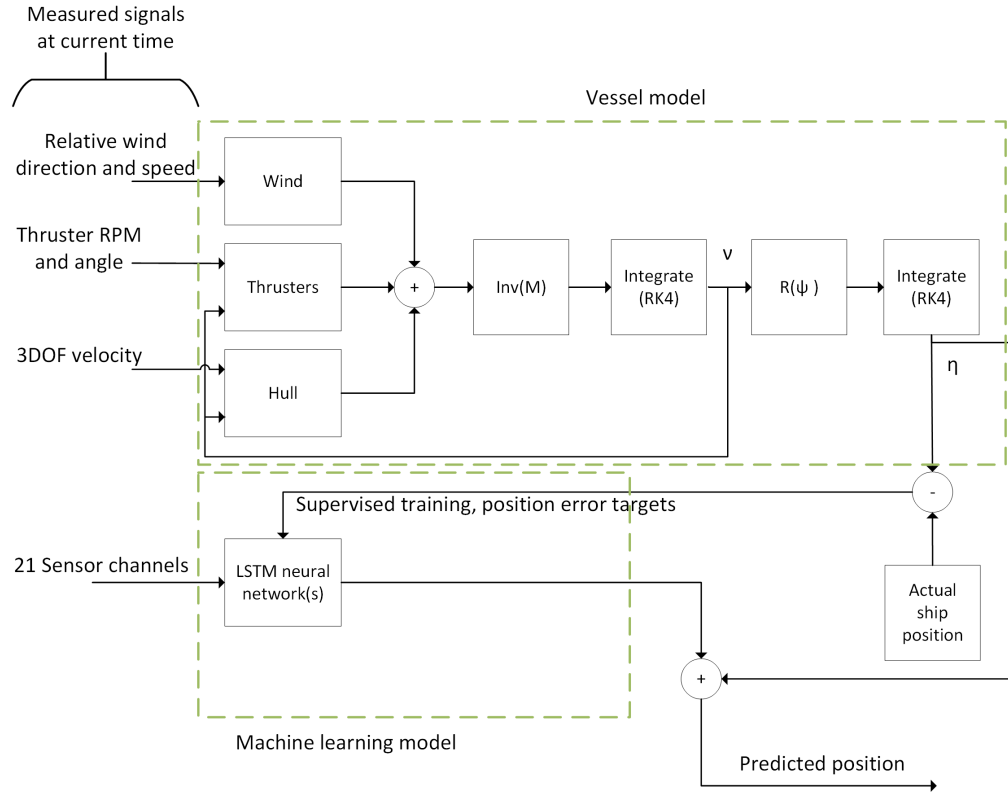 Measured signals
at current time
Vessel model
Relative wind
direction and speed
Wind
Thruster RPM
and angle
Thrusters
+
Inv(M)
Integrate
(RK4)
ν
R(ψ )
Integrate
(RK4)
3DOF velocity
Hull
η
-
Supervised training, position error targets
21 Sensor channels
LSTM neural
network(s)
Actual
ship
position
+
Machine learning model
Predicted position